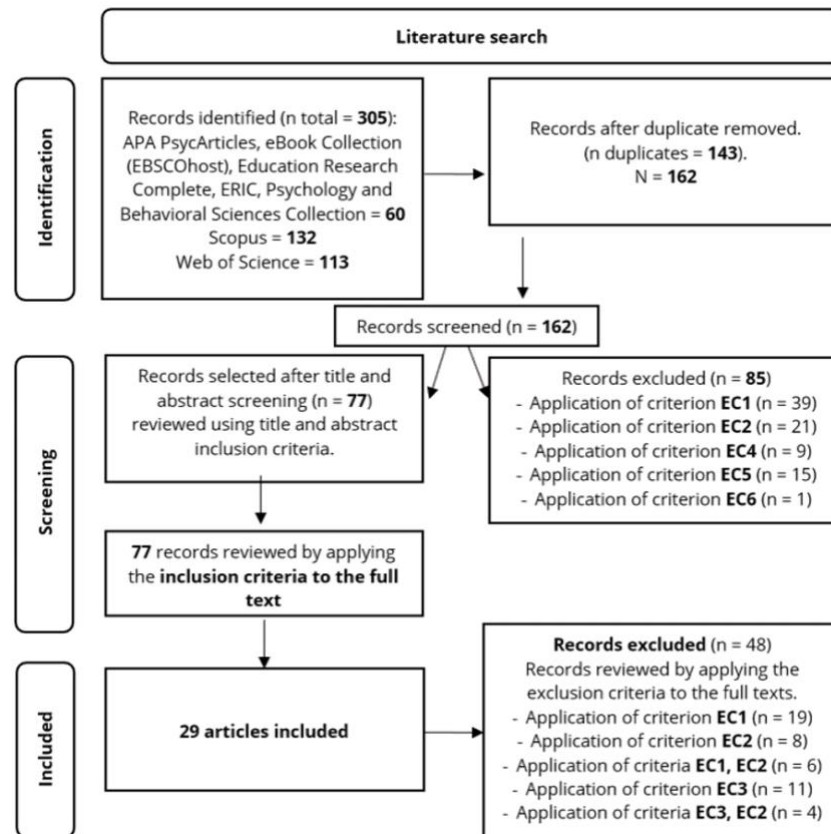 Literature search
Identification
Records identified (n total = 305):
APA PsycArticles, eBook Collection
(EBSCOhost), Education Research
Complete, ERIC, Psychology and
Behavioral Sciences Collection = 60
Scopus = 132
Web of Science = 113
Records after duplicate removed.
(n duplicates = 143).
N = 162
Records screened (n = 162)
Screening
Records selected after title and
abstract screening (n = 77)
reviewed using title and abstract
inclusion criteria.
Records excluded (n = 85)
- Application of criterion EC1 (n = 39)
- Application of criterion EC2 (n = 21)
- Application of criterion EC4 (n = 9)
- Application of criterion EC5 (n = 15)
- Application of criterion EC6 (n = 1)
77 records reviewed by applying
the inclusion criteria to the full
text
Included
29 articles included
Records excluded (n = 48)
Records reviewed by applying the
exclusion criteria to the full texts.
- Application of criterion EC1 (n = 19)
- Application of criterion EC2 (n = 8)
- Application of criteria EC1, EC2 (n = 6)
- Application of criterion EC3 (n = 11)
- Application of criteria EC3, EC2 (n = 4)